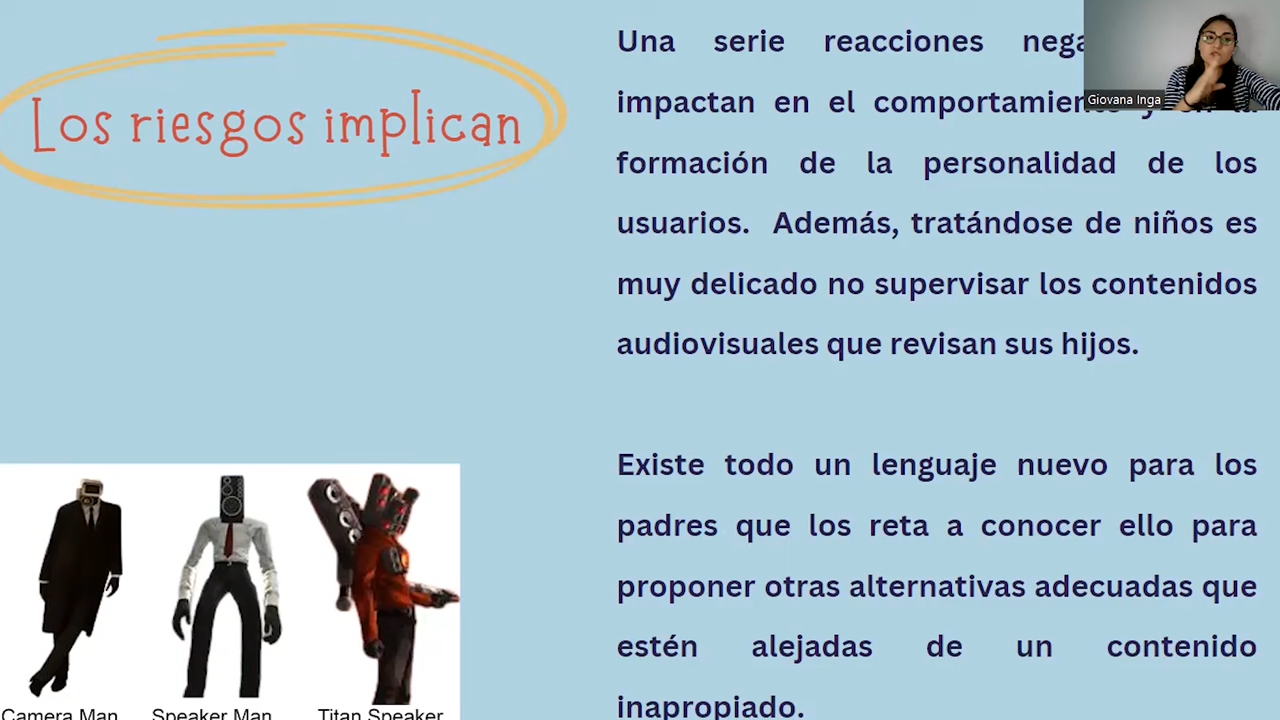 Los riesgos implican
Una serie reacciones
impactan en el
formación de la personalidad de los
usuarios. Además, tratándose de niños es
muy delicado no supervisar los contenidos
audiovisuales que revisan sus hijos.
Existe todo un lenguaje nuevo para los
padres que los reta a conocer ello para
proponer otras alternativas adecuadas que
estén alejadas de un contenido
inapropiado.
Giovana Inga
Camera Man Speaker Man Titan Speaker